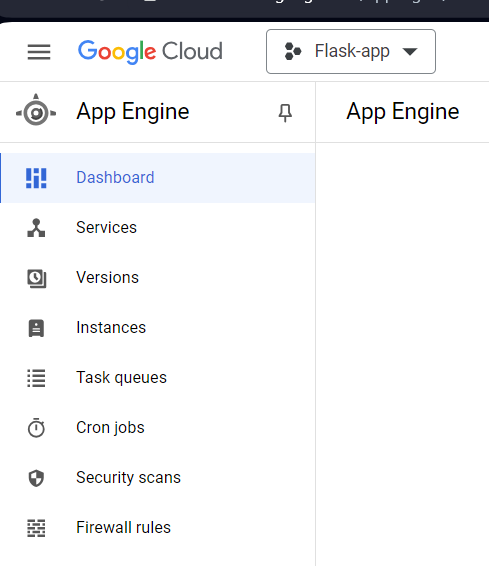 Google Cloud
Flask-app
App Engine
App Engine
Dashboard
Services
Versions
Instances
Task queues
Cron jobs
Security scans
Firewall rules